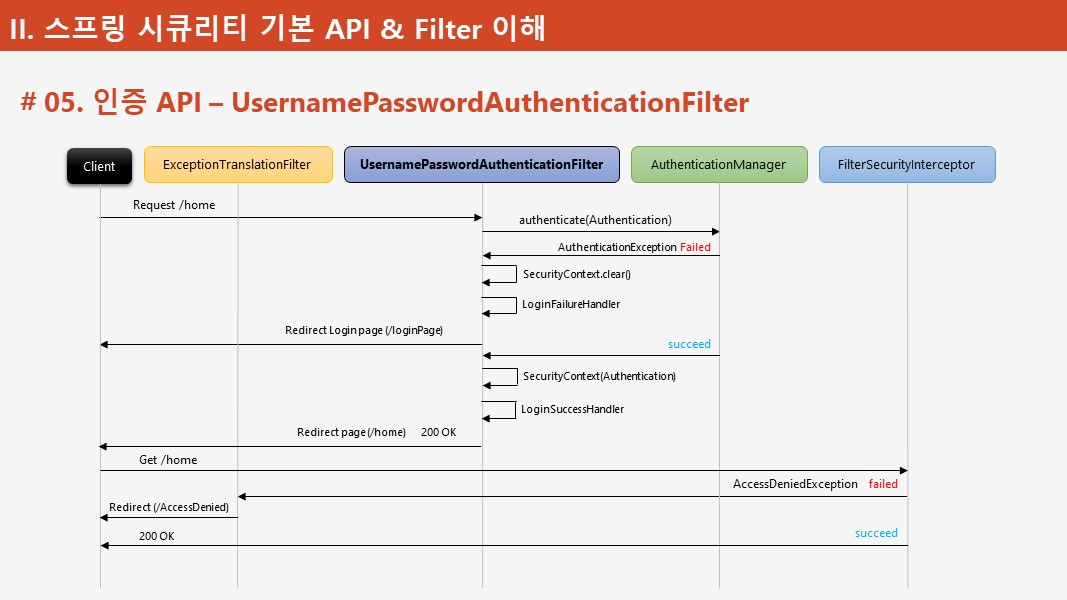 II. 스프링 시큐리티 기본 API & Filter 이해
# 05. 인증 API – UsernamePasswordAuthenticationFilter
Client
ExceptionTranslationFilter
UsernamePasswordAuthenticationFilter
AuthenticationManager
FilterSecurityInterceptor
Request /home
authenticate(Authentication)
AuthenticationException Failed
SecurityContext.clear()
LoginFailureHandler
Redirect Login page (/loginPage)
succeed
SecurityContext(Authentication)
LoginSuccessHandler
Redirect page(/home) 200 OK
Get /home
AccessDeniedException failed
Redirect (/AccessDenied)
succeed
200 OK